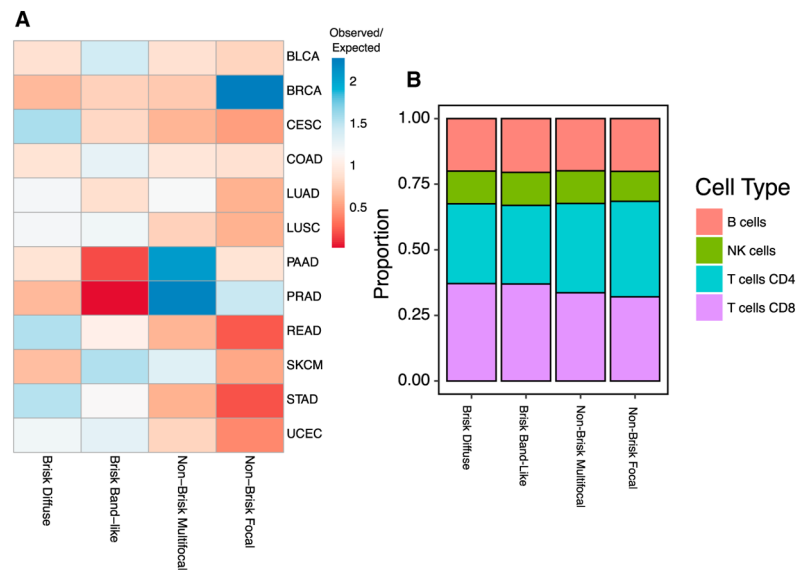 A
Observed/
Expected
2
1.5
1
0.5
BLCA
BRCA
CESC
COAD
LUAD
LUSC
PAAD
PRAD
READ
SKCM
STAD
UCEC
Brisk Diffuse
Brisk Band−like
Non−Brisk Multifocal
Non−Brisk Focal
B
Proportion
1.00
0.75
0.50
0.25
0.00
Brisk Diffuse
Brisk Band-Like
Non-Brisk Multifocal
Non-Brisk Focal
Cell Type
B cells
NK cells
T cells CD4
T cells CD8